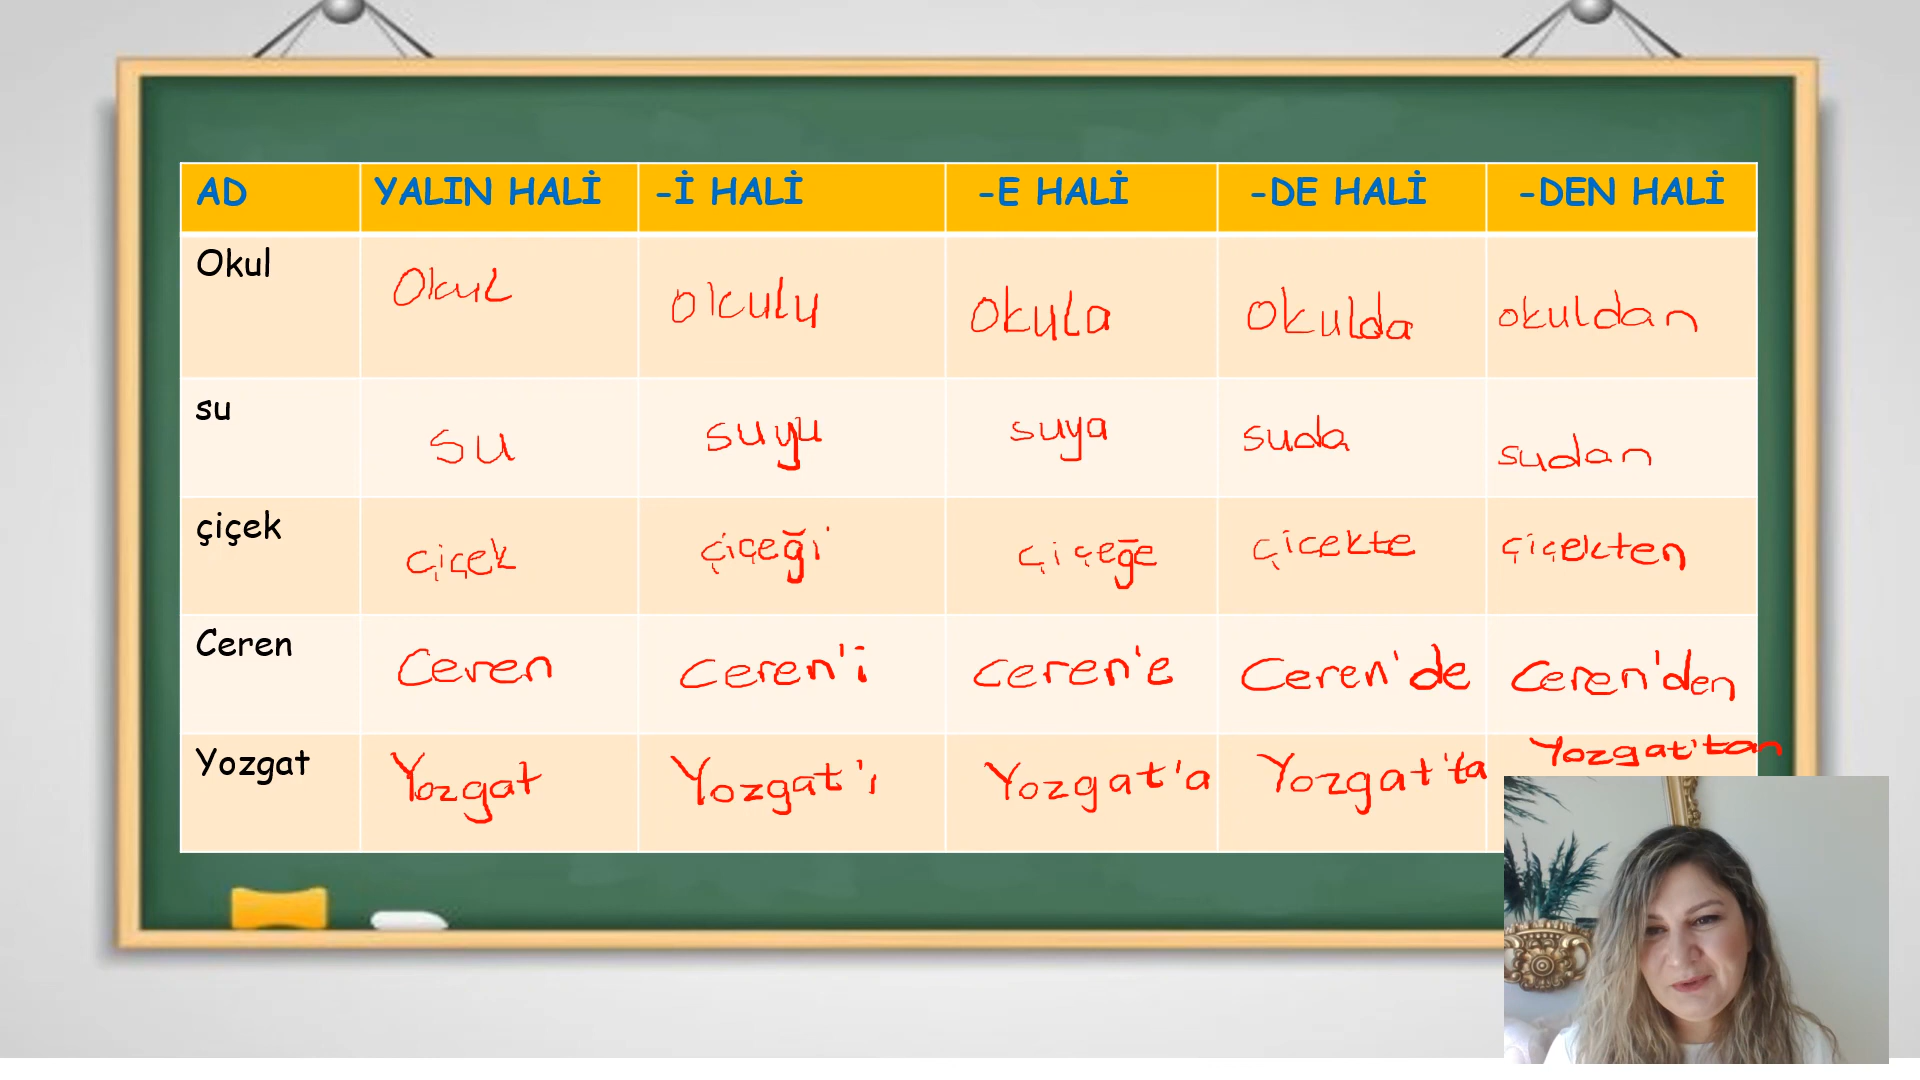 AD YALIN HALİ -İ HALİ -E HALİ -DE HALİ -DEN HALİ
Okul Okul okulu okula okulda okuldan
su su suyu suya suda sudan
çiçek çiçek çiçeği çiçeğe çiçekte çiçekten
Ceren Ceren Ceren'i Ceren'e Ceren'de Ceren'den
Yozgat Yozgat Yozgat'ı Yozgat'a Yozgat'ta Yozgat'tan